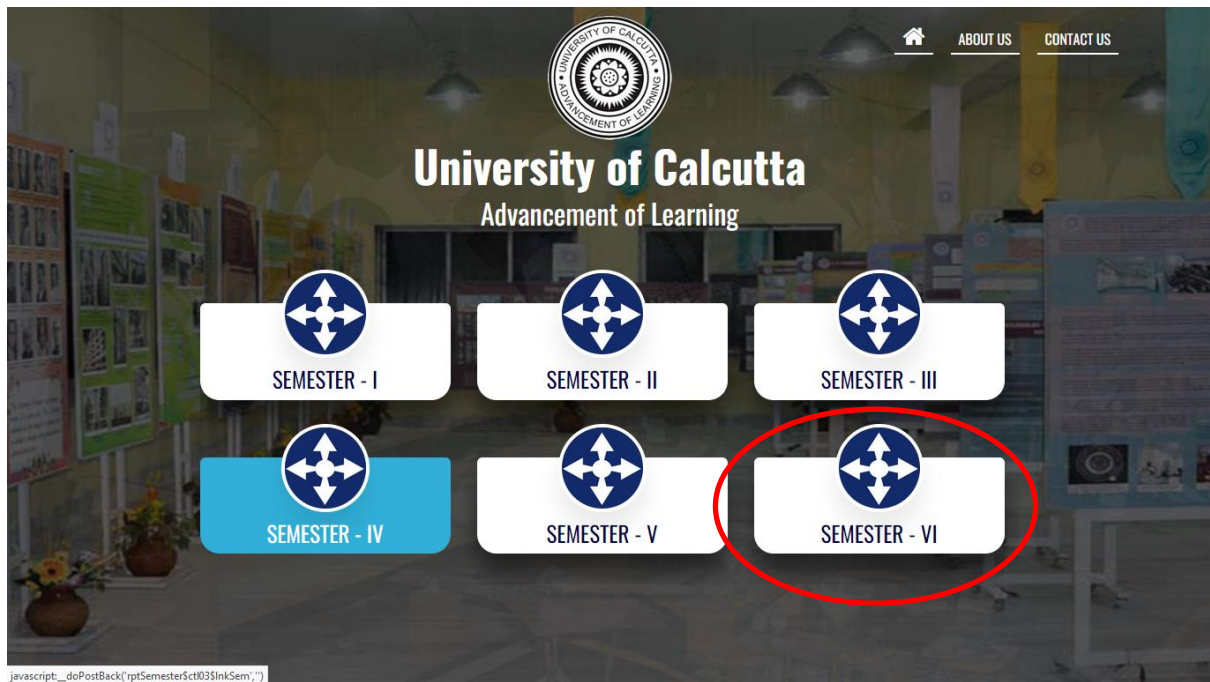 ABOUT US CONTACT US
UNIVERSITY OF CALCUTTA
ADVANCEMENT OF LEARNING
University of Calcutta
Advancement of Learning
SEMESTER - I SEMESTER - II SEMESTER - III
SEMESTER - IV SEMESTER - V SEMESTER - VI
javascript:__doPostBack('rptSemester$ctl03$lnkSem','')